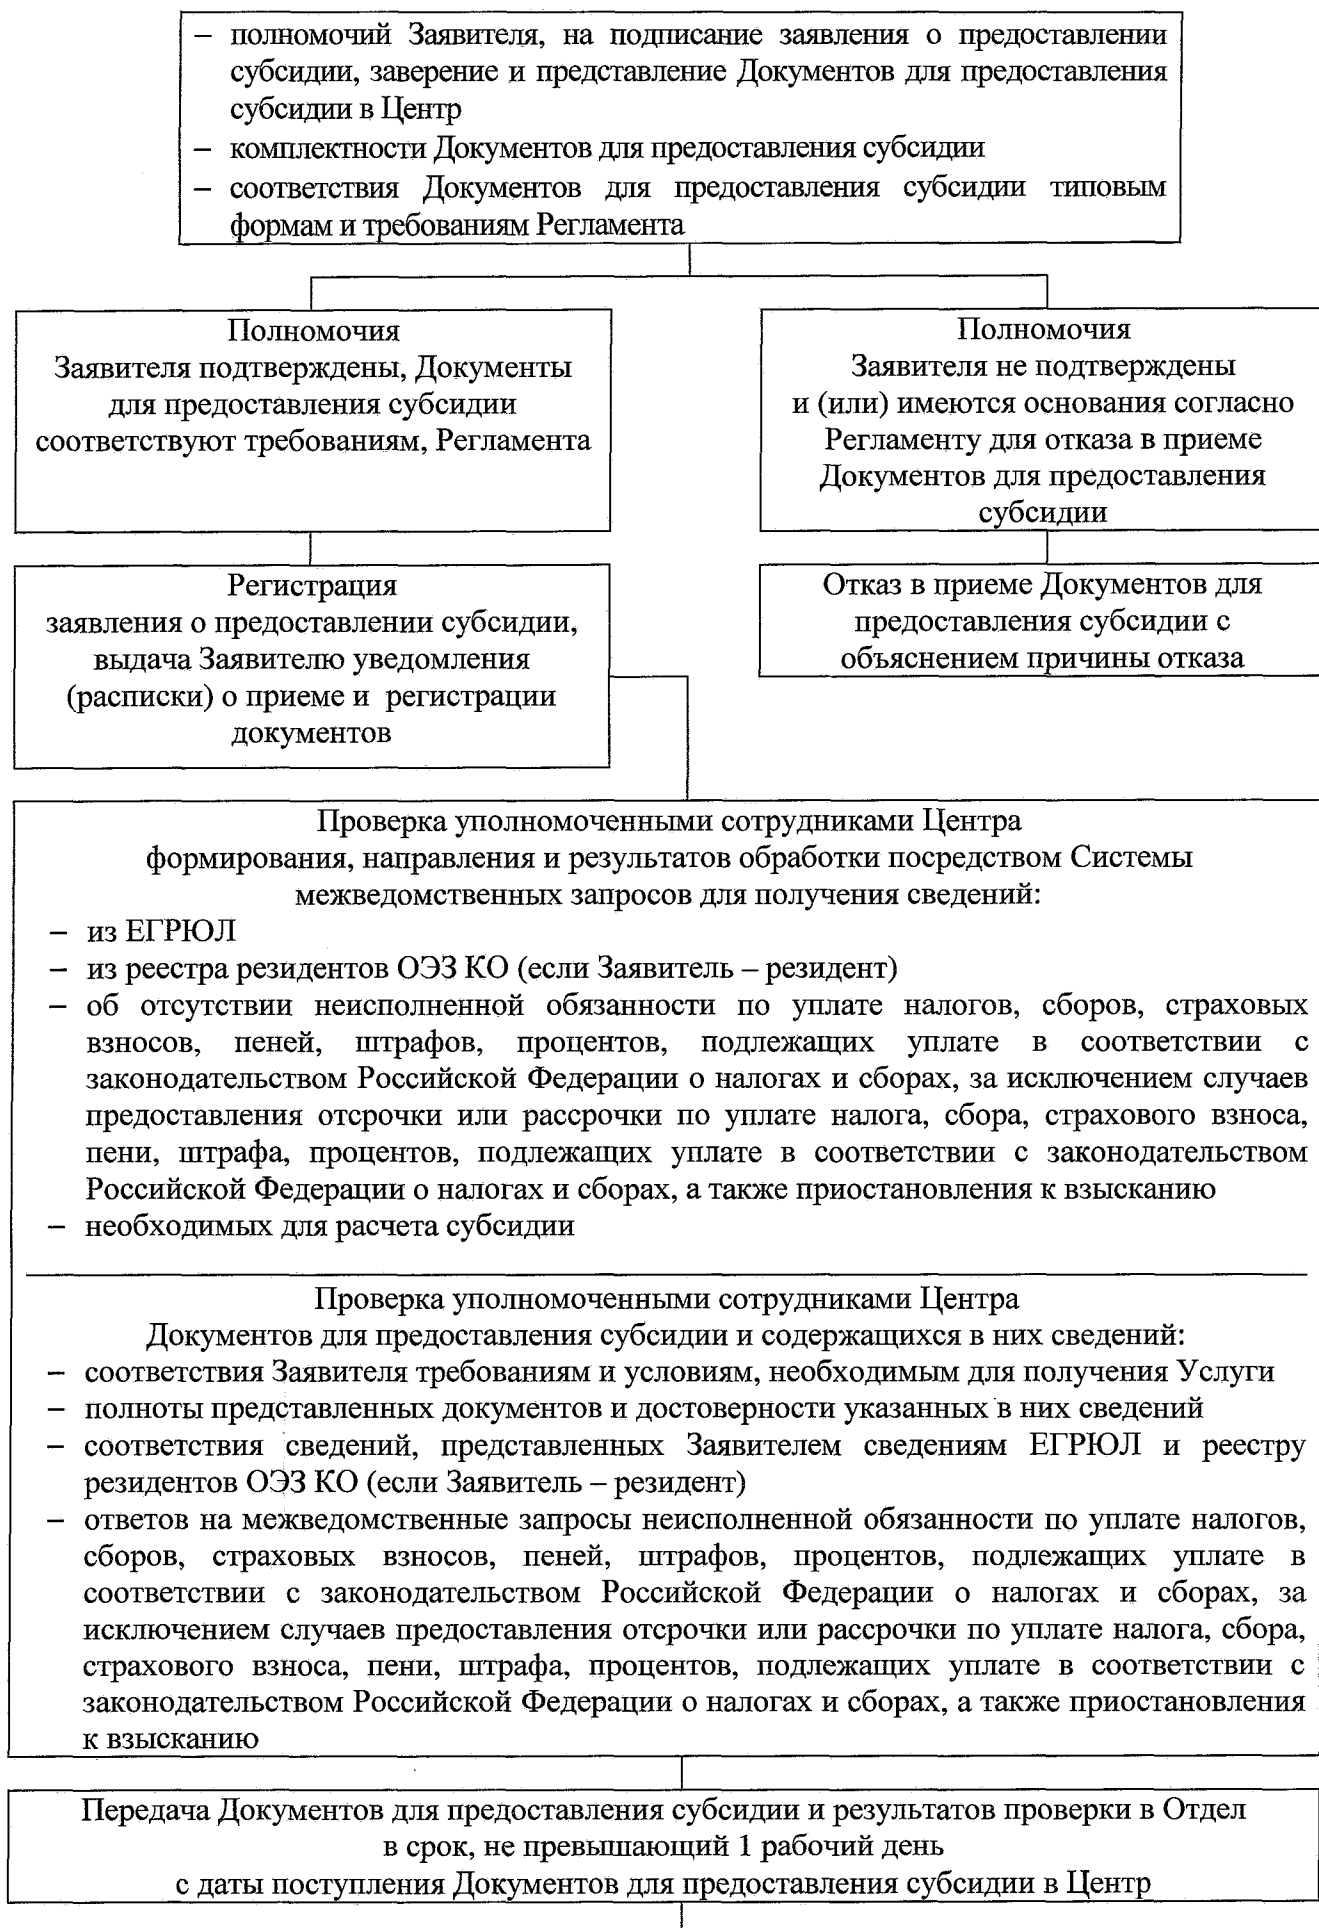 – полномочий Заявителя, на подписание заявления о предоставлении
субсидии, заверение и представление Документов для предоставления
субсидии в Центр
– комплектности Документов для предоставления субсидии
– соответствия Документов для предоставления субсидии типовым
формам и требованиям Регламента
Полномочия
Заявителя подтверждены, Документы
для предоставления субсидии
соответствуют требованиям, Регламента
Полномочия
Заявителя не подтверждены
и (или) имеются основания согласно
Регламенту для отказа в приеме
Документов для предоставления
субсидии
Регистрация
заявления о предоставлении субсидии,
выдача Заявителю уведомления
(расписки) о приеме и регистрации
документов
Отказ в приеме Документов для
предоставления субсидии с
объяснением причины отказа
Проверка уполномоченными сотрудниками Центра
формирования, направления и результатов обработки посредством Системы
межведомственных запросов для получения сведений:
– из ЕГРЮЛ
– из реестра резидентов ОЭЗ КО (если Заявитель – резидент)
– об отсутствии неисполненной обязанности по уплате налогов, сборов, страховых
взносов, пеней, штрафов, процентов, подлежащих уплате в соответствии с
законодательством Российской Федерации о налогах и сборах, за исключением случаев
предоставления отсрочки или рассрочки по уплате налога, сбора, страхового взноса,
пени, штрафа, процентов, подлежащих уплате в соответствии с законодательством
Российской Федерации о налогах и сборах, а также приостановления к взысканию
– необходимых для расчета субсидии
Проверка уполномоченными сотрудниками Центра
Документов для предоставления субсидии и содержащихся в них сведений:
– соответствия Заявителя требованиям и условиям, необходимым для получения Услуги
– полноты представленных документов и достоверности указанных в них сведений
– соответствия сведений, представленных Заявителем сведениям ЕГРЮЛ и реестру
резидентов ОЭЗ КО (если Заявитель – резидент)
– ответов на межведомственные запросы неисполненной обязанности по уплате налогов,
сборов, страховых взносов, пеней, штрафов, процентов, подлежащих уплате в
соответствии с законодательством Российской Федерации о налогах и сборах, за
исключением случаев предоставления отсрочки или рассрочки по уплате налога, сбора,
страхового взноса, пени, штрафа, процентов, подлежащих уплате в соответствии с
законодательством Российской Федерации о налогах и сборах, а также приостановления
к взысканию
Передача Документов для предоставления субсидии и результатов проверки в Отдел
в срок, не превышающий 1 рабочий день
с даты поступления Документов для предоставления субсидии в Центр